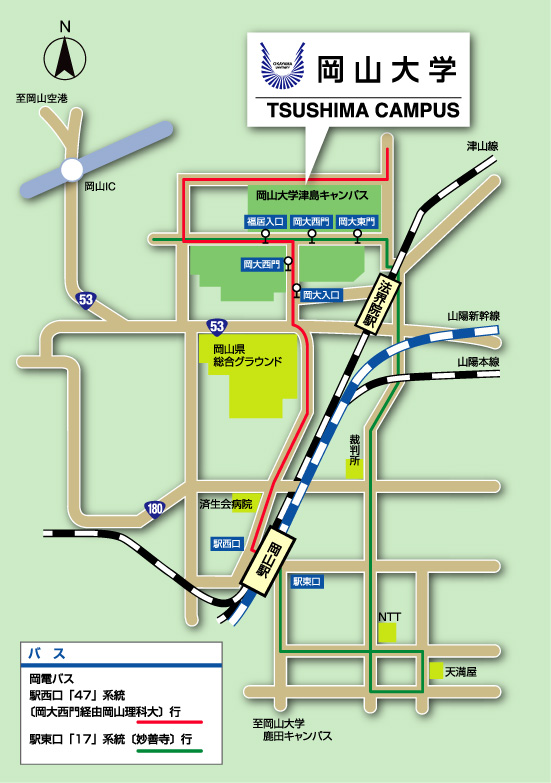 N
OKAYAMA
UNIVERSITY
岡山大学
TSUSHIMA CAMPUS
至岡山空港
岡山IC
津山線
岡山大学津島キャンパス
福居入口
岡大西門
岡大東門
岡大西門
岡大入口
法界院駅
53
53
山陽新幹線
山陽本線
岡山県
総合グラウンド
裁判所
180
済生会病院
駅西口
岡山駅
駅東口
NTT
天満屋
至岡山大学
鹿田キャンパス
バス
岡電バス
駅西口「47」系統
〔岡大西門経由岡山理科大〕行
駅東口「17」系統〔妙善寺〕行